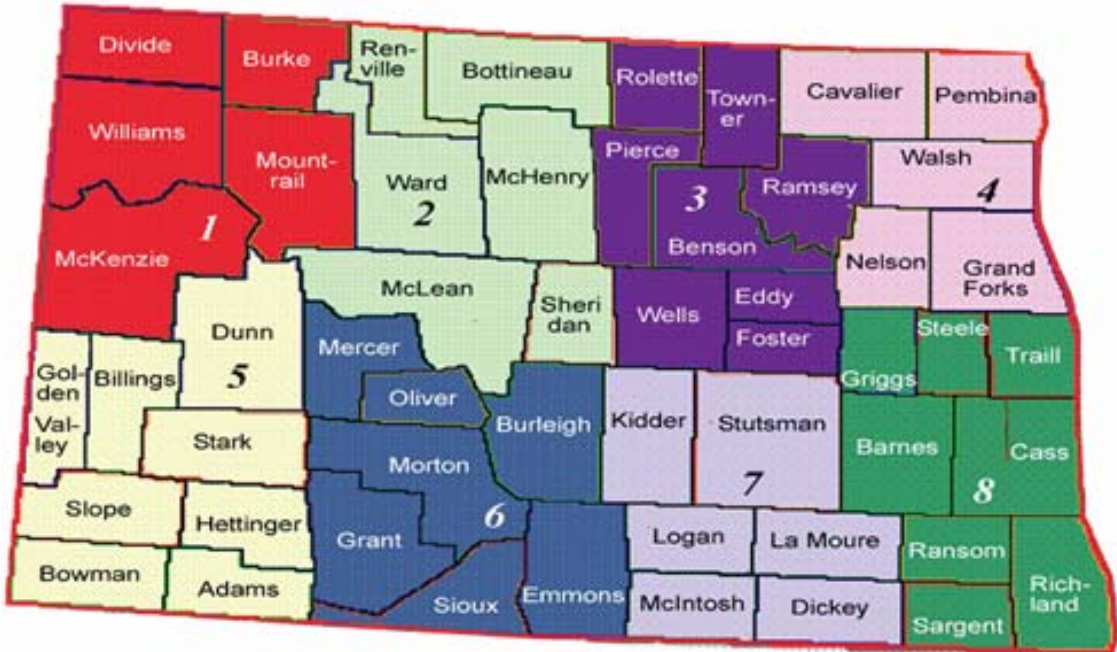 Divide
Burke
Ren-
ville
Bottineau
Rolette
Town-
er
Cavalier
Pembina
Williams
Mount-
rail
Ward
2
McHenry
Pierce
3
Benson
Ramsey
Walsh
4
1
McKenzie
McLean
Sheri
dan
Wells
Eddy
Foster
Nelson
Grand
Forks
Dunn
5
Mercer
Oliver
Griggs
Steele
Traill
Gol-
den
Val-
ley
Billings
Stark
Morton
6
Burleigh
Kidder
Stutsman
7
Barnes
Cass
8
Slope
Hettinger
Grant
Logan
La Moure
Ransom
Rich-
land
Bowman
Adams
Sioux
Emmons
McIntosh
Dickey
Sargent